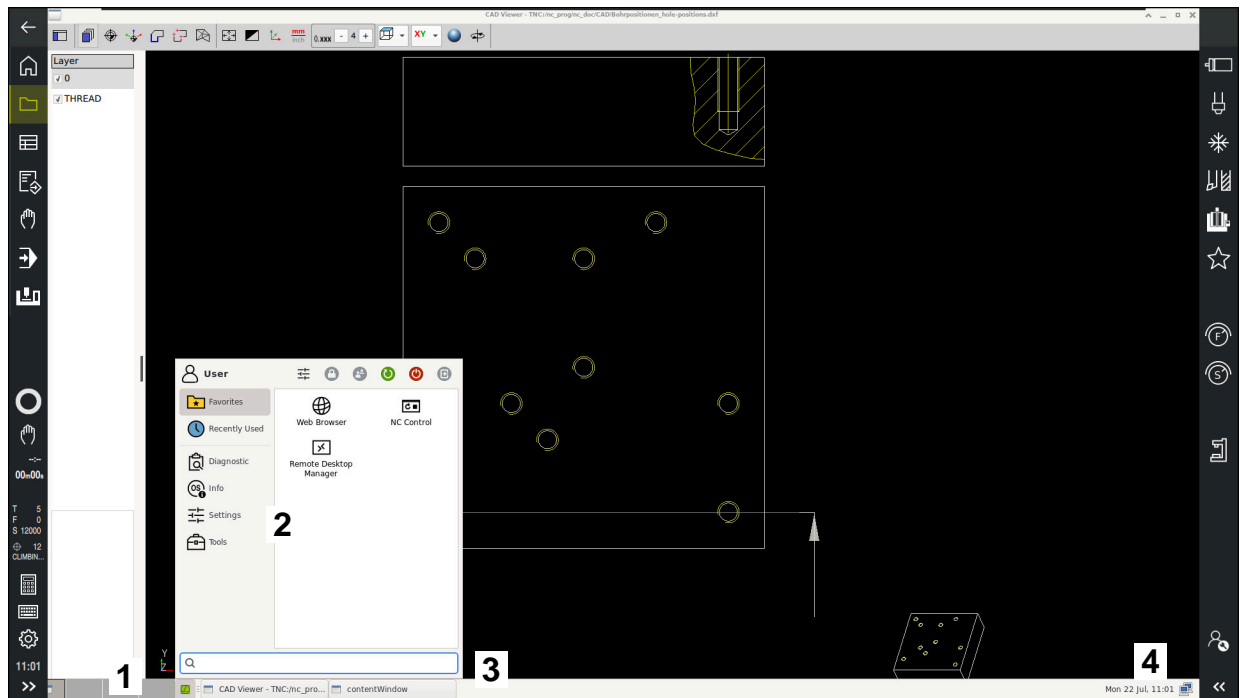 CAD Viewer - TNC:/nc_prog/nc_doc/CAD/Bohrpositionen_hole-positions.dxf
mm
inch
0.xxx - 4 +
XY
Layer
0
THREAD
F
S
User
Favorites
Recently Used
Diagnostic
Info
OS
Settings
Tools
Web Browser
NC Control
Remote Desktop
Manager
--:--
00m00s
T 5
F 0
S 12000
12
CLIMBIN...
11:01
Y
Z
1
2
3
4
CAD Viewer - TNC:/nc_pro...
contentWindow
Mon 22 Jul, 11:01